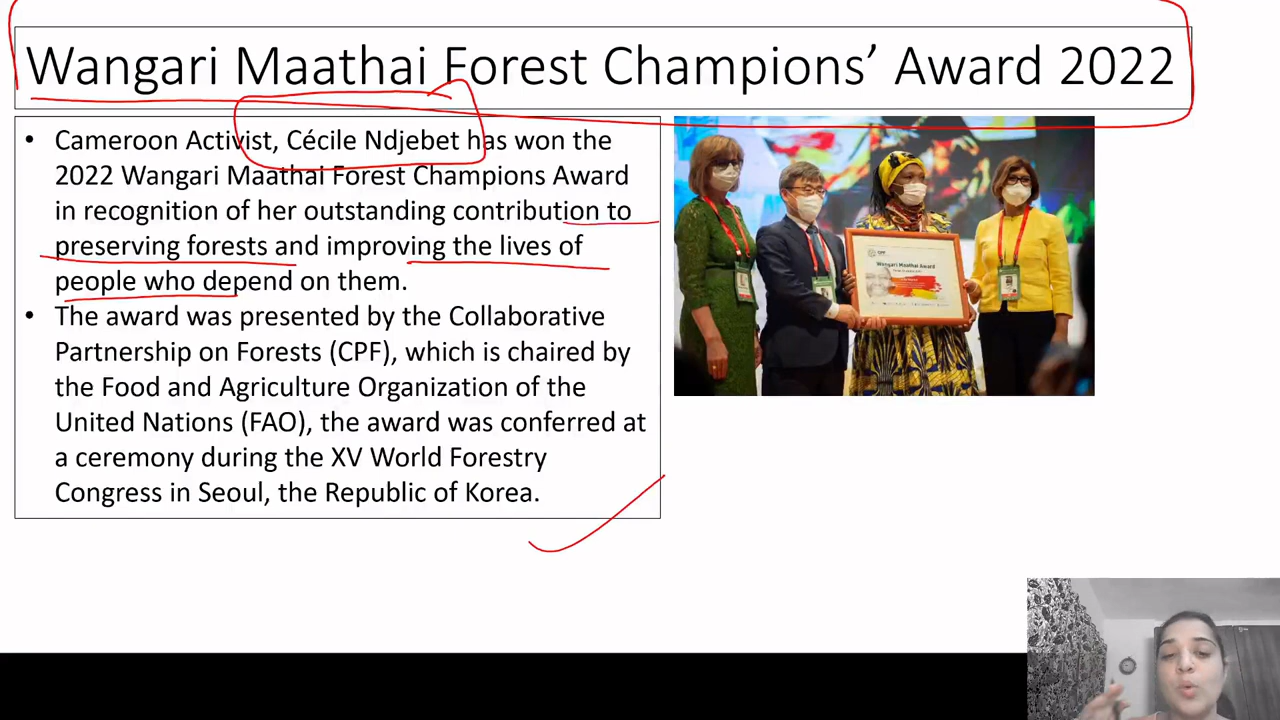 Wangari Maathai Forest Champions’ Award 2022
• Cameroon Activist, Cécile Ndjebet has won the
2022 Wangari Maathai Forest Champions Award
in recognition of her outstanding contribution to
preserving forests and improving the lives of
people who depend on them.
• The award was presented by the Collaborative
Partnership on Forests (CPF), which is chaired by
the Food and Agriculture Organization of the
United Nations (FAO), the award was conferred at
a ceremony during the XV World Forestry
Congress in Seoul, the Republic of Korea.
Wangari Maathai Award